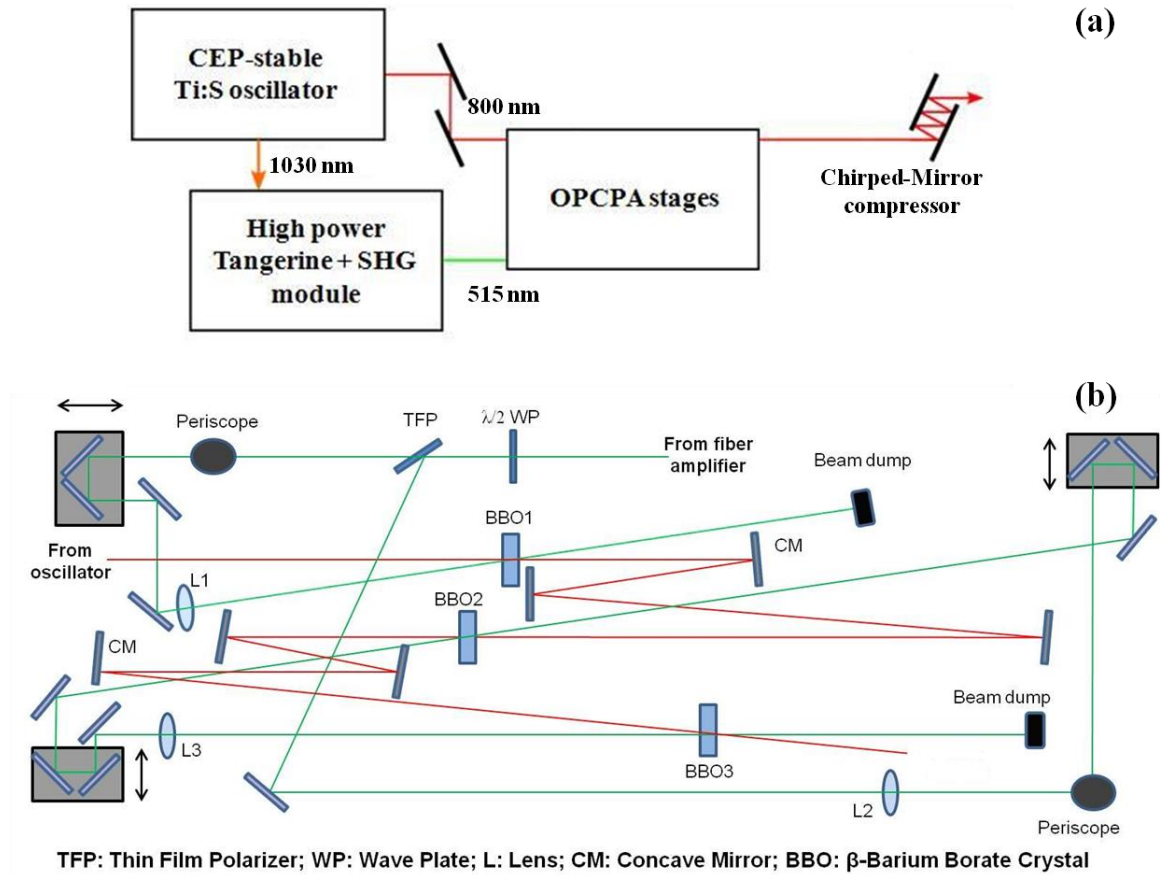 (a)
CEP-stable
Ti:S oscillator
800 nm
1030 nm
OPCPA stages
Chirped-Mirror
compressor
High power
Tangerine + SHG
module
515 nm
(b)
Periscope
TFP
λ/2 WP
From fiber
amplifier
Beam dump
BBO1
CM
From
oscillator
L1
BBO2
CM
Beam dump
L3
BBO3
L2
Periscope
TFP: Thin Film Polarizer; WP: Wave Plate; L: Lens; CM: Concave Mirror; BBO: β-Barium Borate Crystal